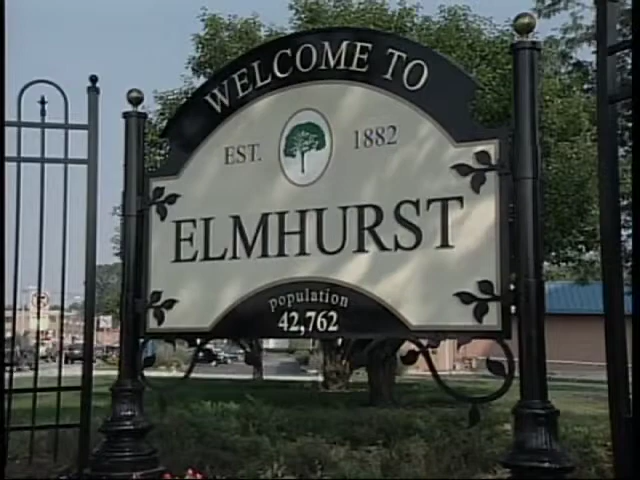 WELCOME TO
EST. 1882
ELMHURST
population
42,762